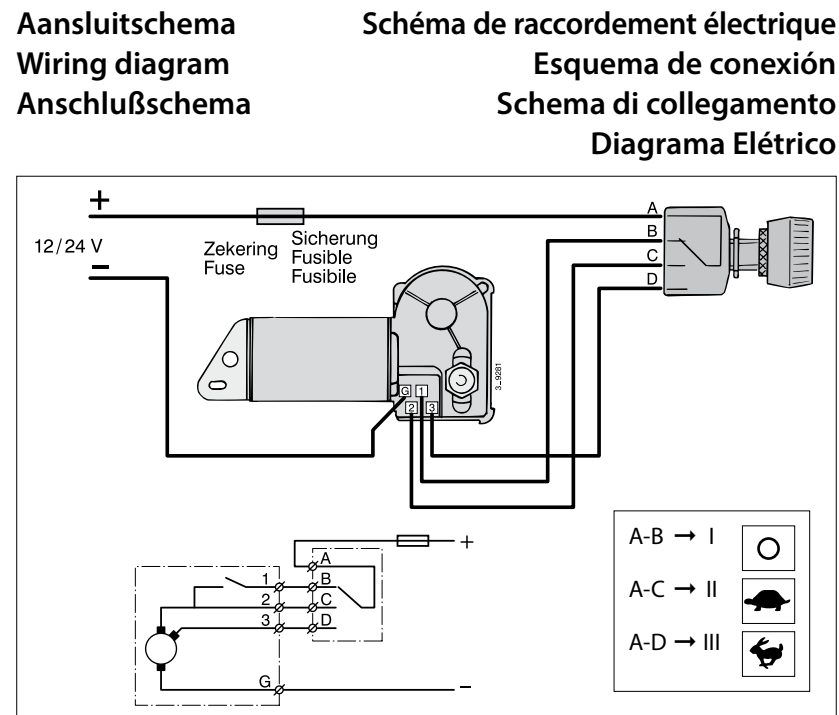 Aansluitschema
Wiring diagram
Anschlußschema
Schéma de raccordement électrique
Esquema de conexión
Schema di collegamento
Diagrama Elétrico
+
12/24 V
−
Zekering
Fuse
Sicherung
Fusible
Fusibile
A
B
C
D
G 1
2 3
3_9281
+
A
1 B
2 C
3 D
G −
A-B → I
A-C → II
A-D → III